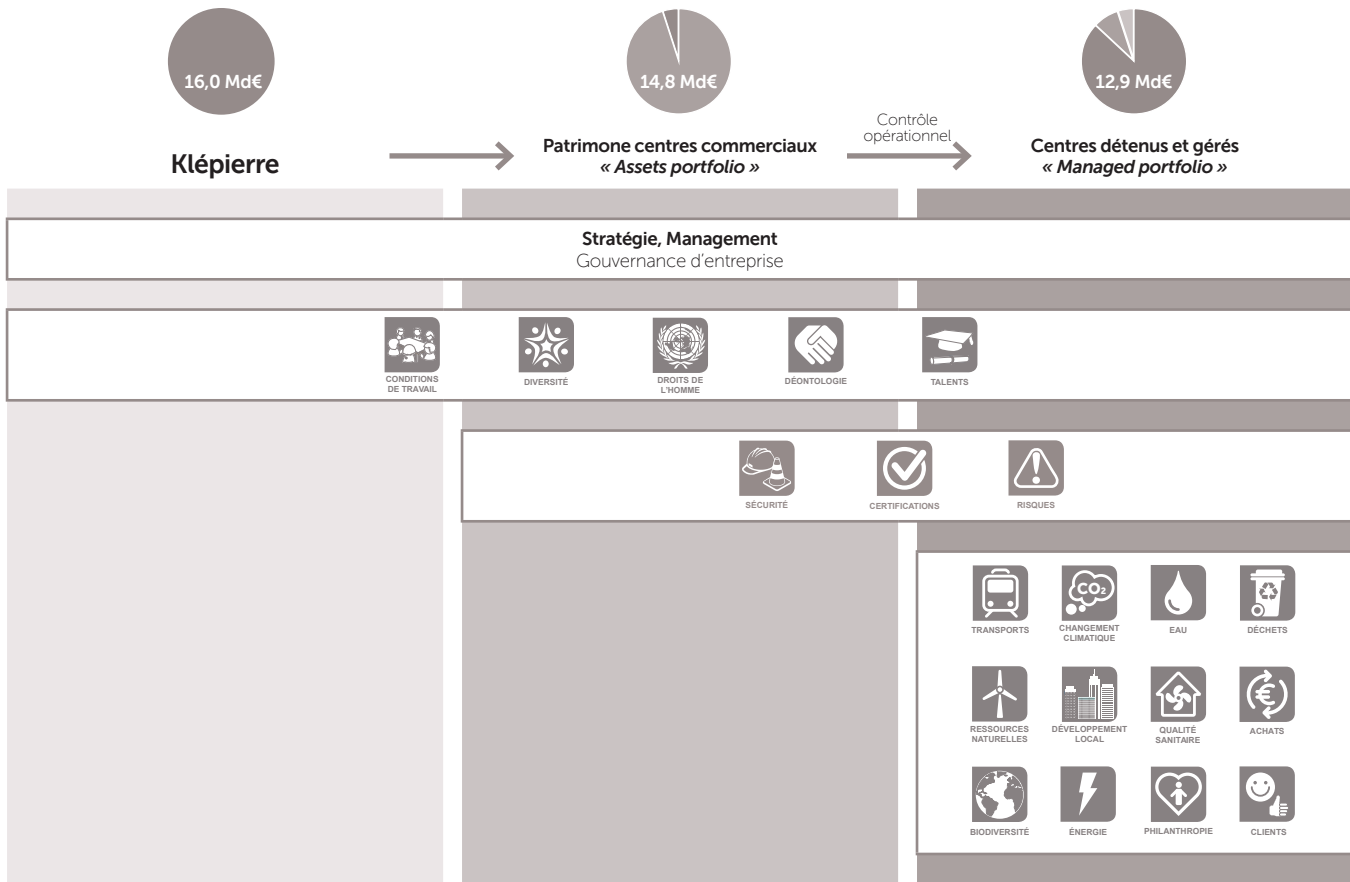 16,0 Md€
14,8 Md€
12,9 Md€
Klépierre
Patrimone centres commerciaux
« Assets portfolio »
Contrôle
opérationnel
Centres détenus et gérés
« Managed portfolio »
Stratégie, Management
Gouvernance d'entreprise
CONDITIONS
DE TRAVAIL
DIVERSITÉ
DROITS DE
L'HOMME
DÉONTOLOGIE
TALENTS
SÉCURITÉ
CERTIFICATIONS
RISQUES
CO₂
TRANSPORTS
CHANGEMENT
CLIMATIQUE
EAU
DÉCHETS
€
RESSOURCES
NATURELLES
DÉVELOPPEMENT
LOCAL
QUALITÉ
SANITAIRE
ACHATS
BIODIVERSITÉ
ÉNERGIE
PHILANTHROPIE
CLIENTS